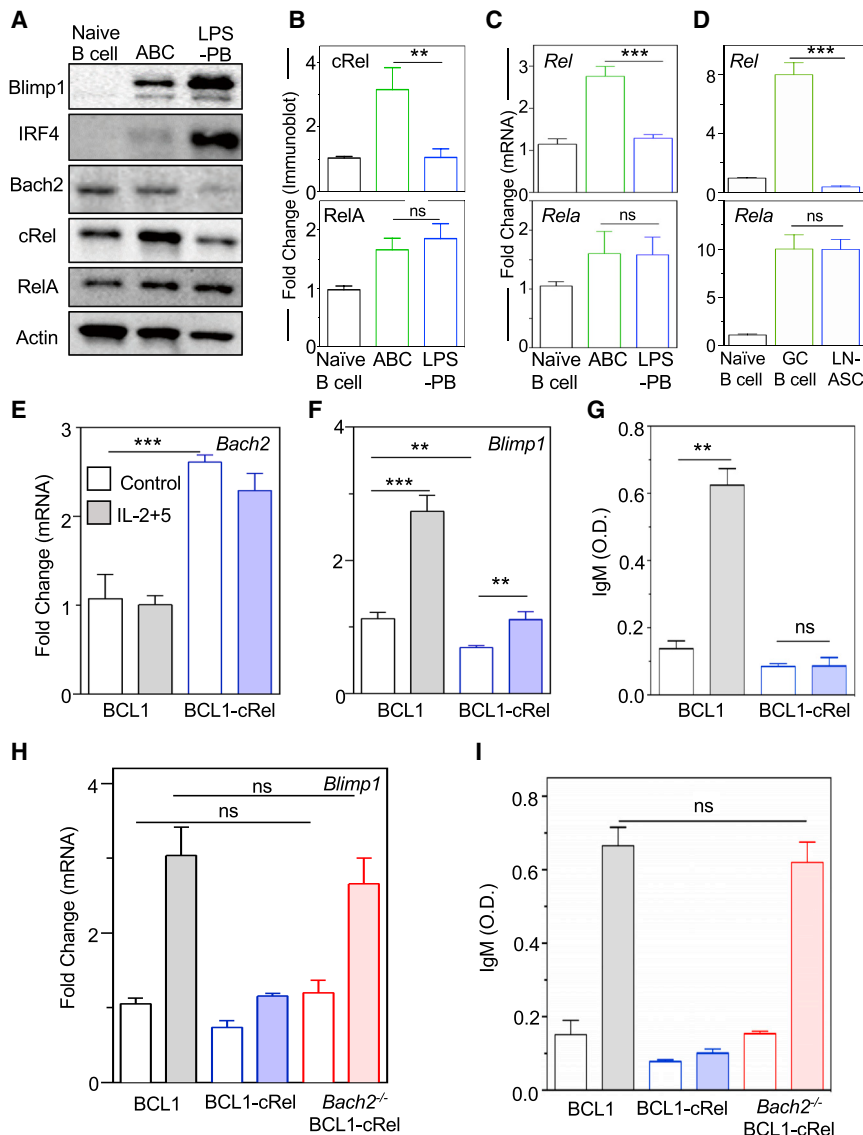 A
Naive
B cell
ABC
LPS
-PB
Blimp1
IRF4
Bach2
cRel
RelA
Actin
B
Fold Change (Immunoblot)
cRel
**
4
2
0
RelA
ns
3
2
1
0
Naïve
B cell
ABC
LPS
-PB
C
Fold Change (mRNA)
Rel
***
3
2
1
0
Rela
ns
3
2
1
0
Naïve
B cell
ABC
LPS
-PB
D
Rel
***
8
4
0
Rela
ns
10
5
0
Naïve
B cell
GC
B cell
LN-
ASC
E
Fold Change (mRNA)
3
2
1
0
***
Bach2
Control
IL-2+5
BCL1
BCL1-cRel
F
4
2
0
Blimp1
**
***
**
BCL1
BCL1-cRel
G
IgM (O.D.)
0.8
0.6
0.4
0.2
0.0
**
ns
BCL1
BCL1-cRel
H
Fold Change (mRNA)
4
2
0
Blimp1
ns
ns
BCL1
BCL1-cRel
Bach2-/-
BCL1-cRel
I
IgM (O.D.)
0.8
0.6
0.4
0.2
0.0
ns
BCL1
BCL1-cRel
Bach2-/-
BCL1-cRel